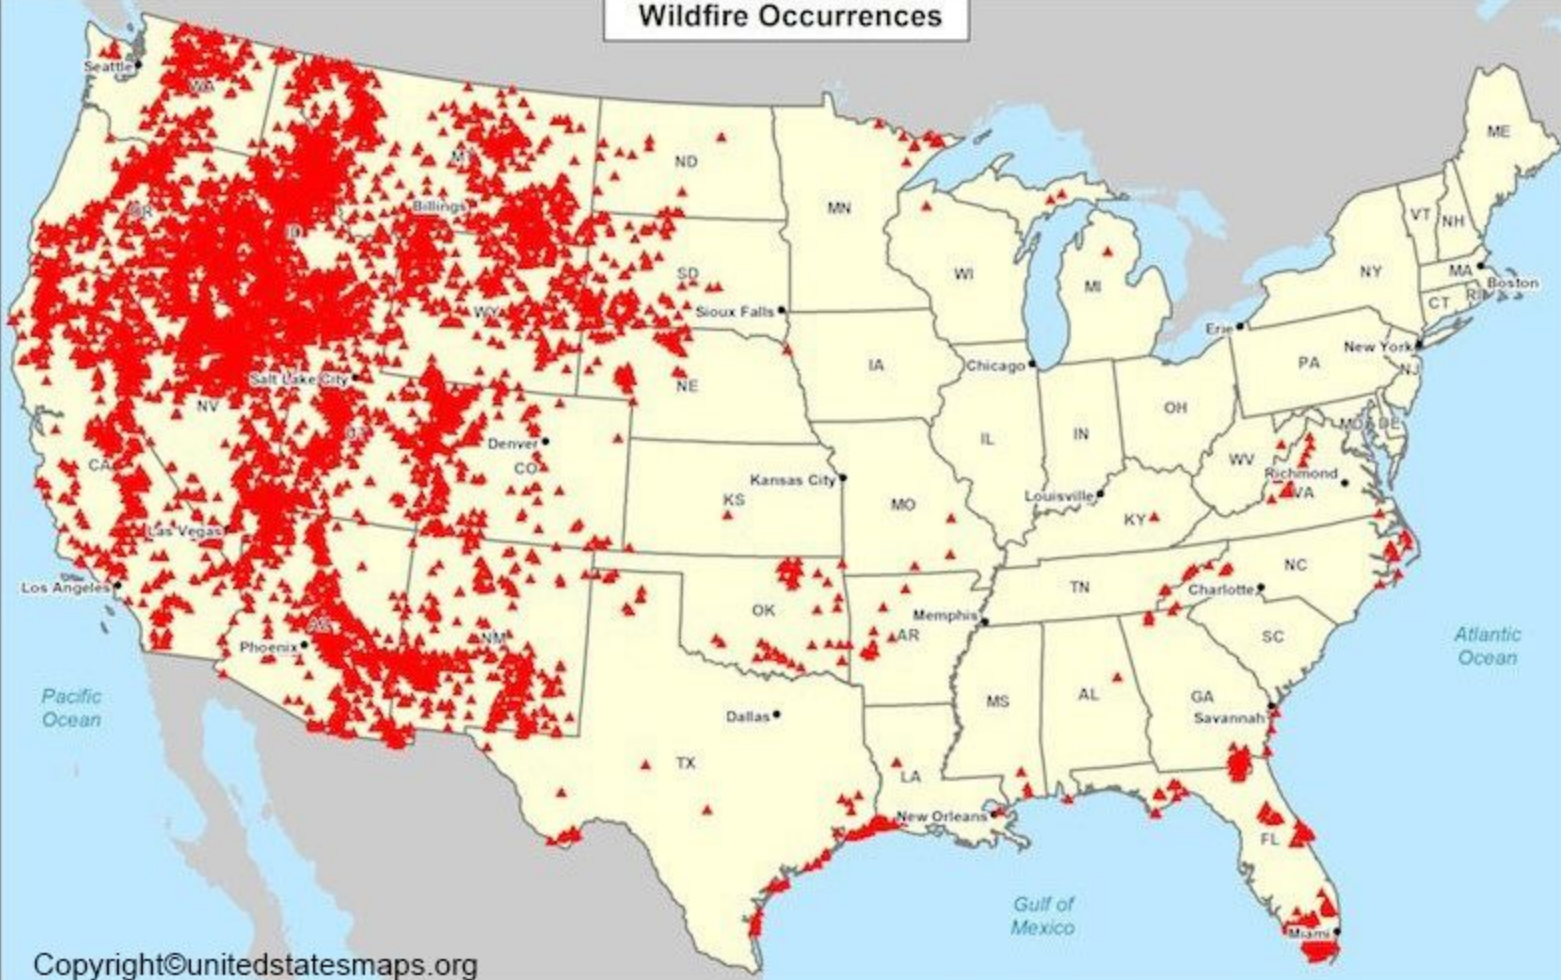 Wildfire Occurrences
Seattle
WA
ME
MT
ND
OR
Billings
MN
VT
NH
ID
WI
NY
MA
Boston
SD
MI
CT
RI
WY
Sioux Falls
Erie
New York
Chicago
IA
PA
NJ
Salt Lake City
NE
NV
OH
MD
DE
UT
Denver
IL
IN
CO
WV
CA
Richmond
Kansas City
KS
MO
Louisville
VA
KY
Las Vegas
NC
Los Angeles
TN
Charlotte
OK
Memphis
AZ
NM
AR
SC
Phoenix
Atlantic
Ocean
Pacific
Ocean
MS
AL
GA
Dallas
Savannah
TX
LA
New Orleans
FL
Gulf of
Mexico
Miami
Copyright©unitedstatesmaps.org